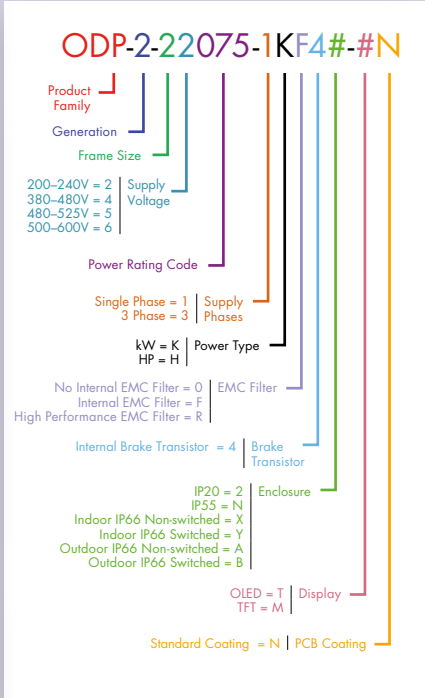 ODP-2-22075-1KF4#-#N
Product
Family
Generation
Frame Size
200–240V = 2 | Supply
380–480V = 4 Voltage
480–525V = 5
500–600V = 6
Power Rating Code
Single Phase = 1 | Supply
3 Phase = 3 Phases
kW = K | Power Type
HP = H
No Internal EMC Filter = 0 | EMC Filter
Internal EMC Filter = F
High Performance EMC Filter = R
Internal Brake Transistor = 4 | Brake
Transistor
IP20 = 2 | Enclosure
IP55 = N
Indoor IP66 Non-switched = X
Indoor IP66 Switched = Y
Outdoor IP66 Non-switched = A
Outdoor IP66 Switched = B
OLED = T | Display
TFT = M
Standard Coating = N | PCB Coating